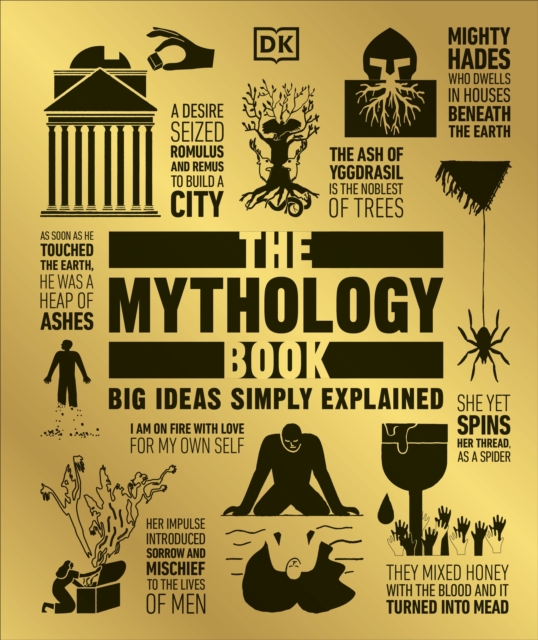 DK
MIGHTY
HADES
WHO DWELLS
IN HOUSES
BENEATH
THE EARTH
A DESIRE
SEIZED
ROMULUS
AND REMUS
TO BUILD A
CITY
THE ASH OF
YGGDRASIL
IS THE NOBLEST
OF TREES
AS SOON AS HE
TOUCHED
THE EARTH,
HE WAS A
HEAP OF
ASHES
THE
MYTHOLOGY
BOOK
BIG IDEAS SIMPLY EXPLAINED
I AM ON FIRE WITH LOVE
FOR MY OWN SELF
SHE YET
SPINS
HER THREAD,
AS A SPIDER
HER IMPULSE
INTRODUCED
SORROW AND
MISCHIEF
TO THE LIVES
OF MEN
THEY MIXED HONEY
WITH THE BLOOD AND IT
TURNED INTO MEAD